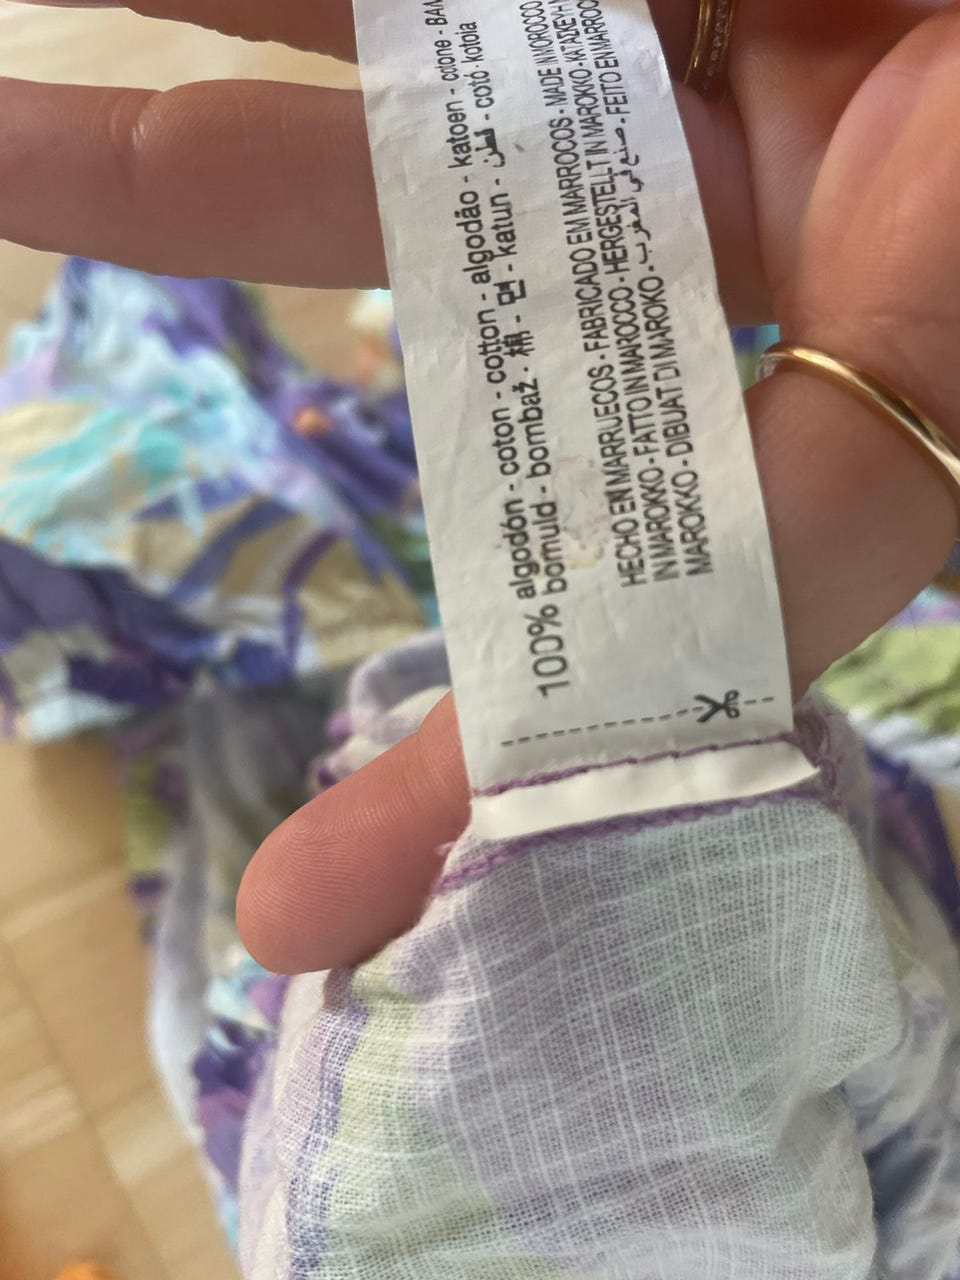 100% algodón - coton - cotton - algodão - katoen - cotone -
bomuld - bombaž - 棉 - 면 - katun - قطن - cotó - kotoia
HECHO EN MARRUECOS - FABRICADO EM MARROCOS - MADE IN MOROCCO
IN MAROKKO - FATTO IN MAROCCO - HERGESTELLT IN MAROKKO -
MAROKKO - DIBUAT DI MAROKO - صنع في المغرب - FEITO EN MARROCOS